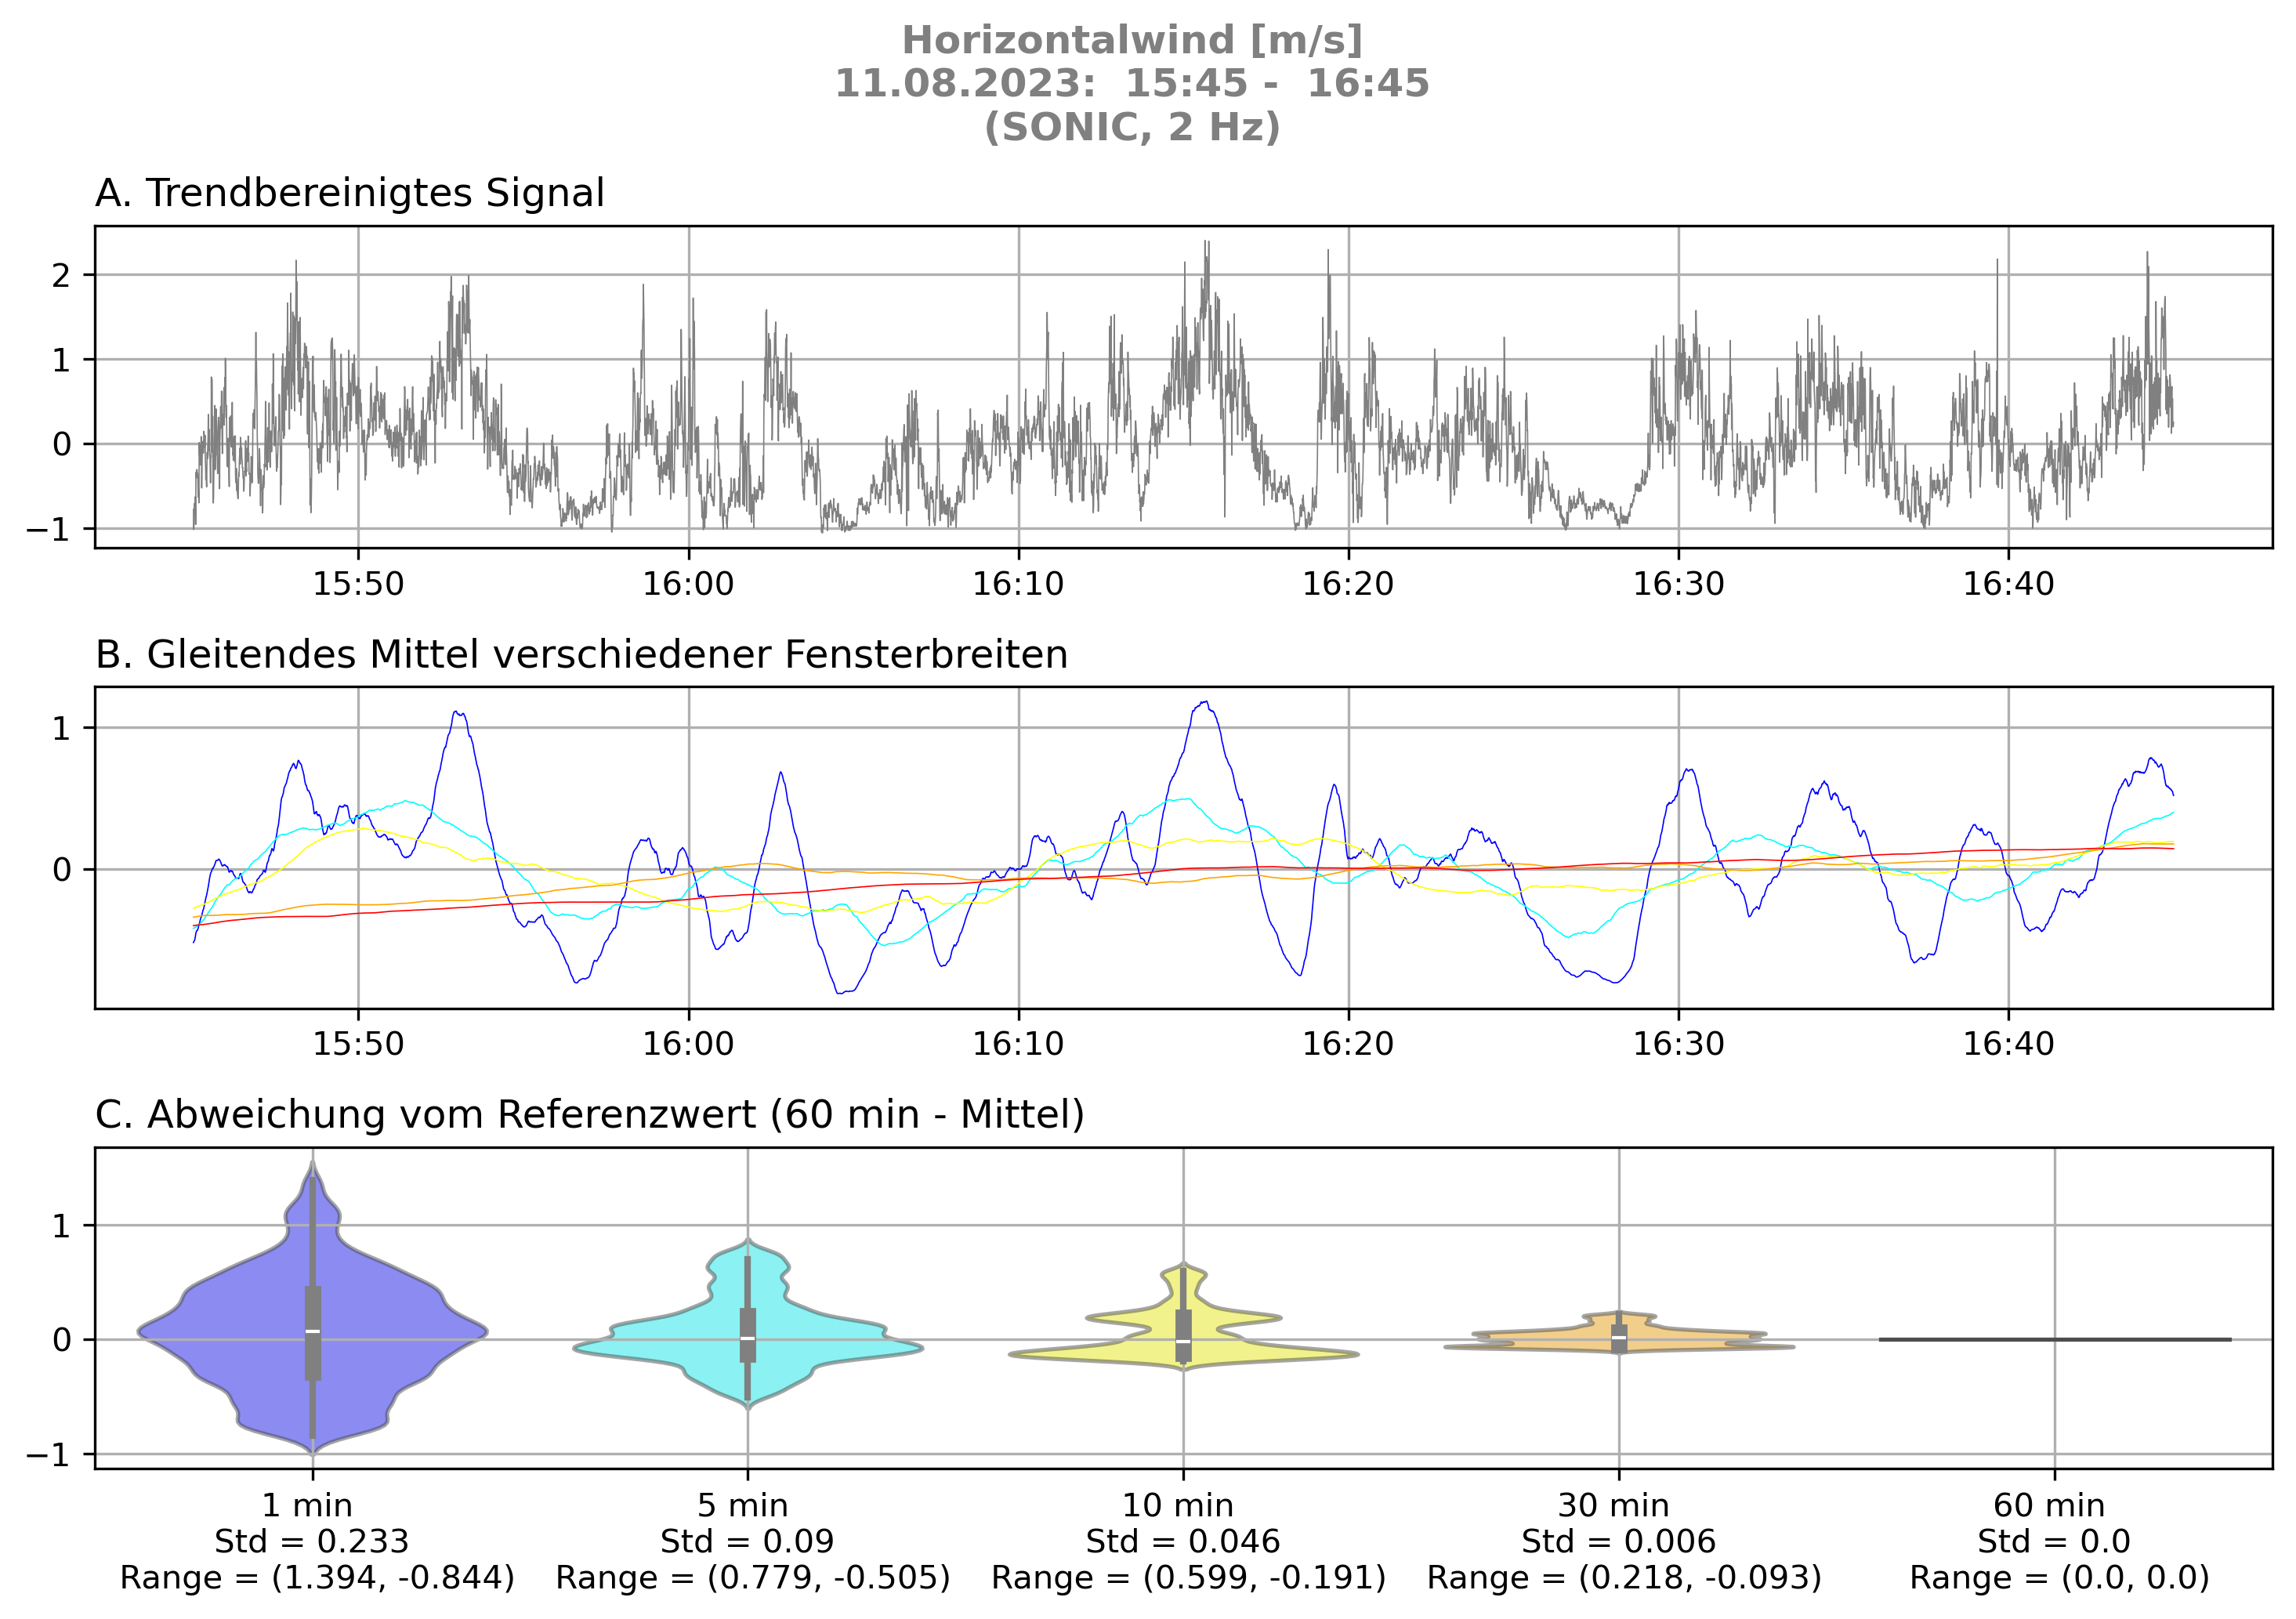 Horizontalwind [m/s]
11.08.2023:  15:45 -  16:45
(SONIC, 2 Hz)
A. Trendbereinigtes Signal
2
1
0
−1
15:50 16:00 16:10 16:20 16:30 16:40
B. Gleitendes Mittel verschiedener Fensterbreiten
1
0
15:50 16:00 16:10 16:20 16:30 16:40
C. Abweichung vom Referenzwert (60 min - Mittel)
1
0
−1
1 min 5 min 10 min 30 min 60 min
Std = 0.233 Std = 0.09 Std = 0.046 Std = 0.006 Std = 0.0
Range = (1.394, -0.844) Range = (0.779, -0.505) Range = (0.599, -0.191) Range = (0.218, -0.093) Range = (0.0, 0.0)